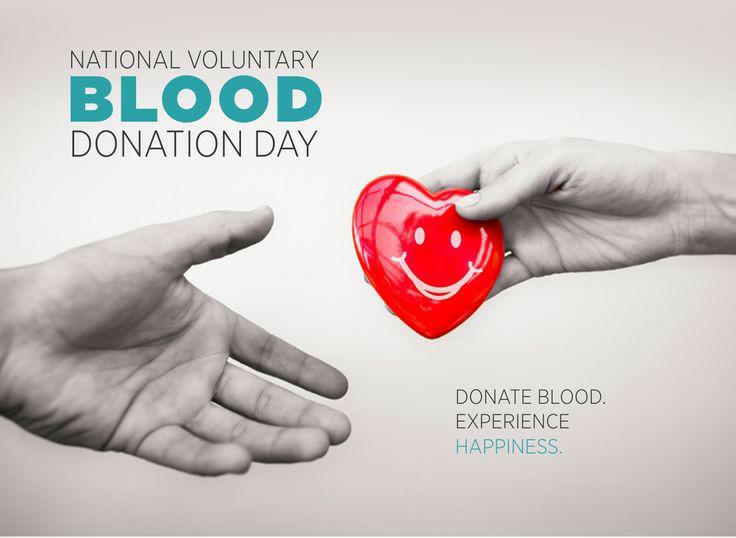 NATIONAL VOLUNTARY
BLOOD
DONATION DAY
DONATE BLOOD.
EXPERIENCE
HAPPINESS.